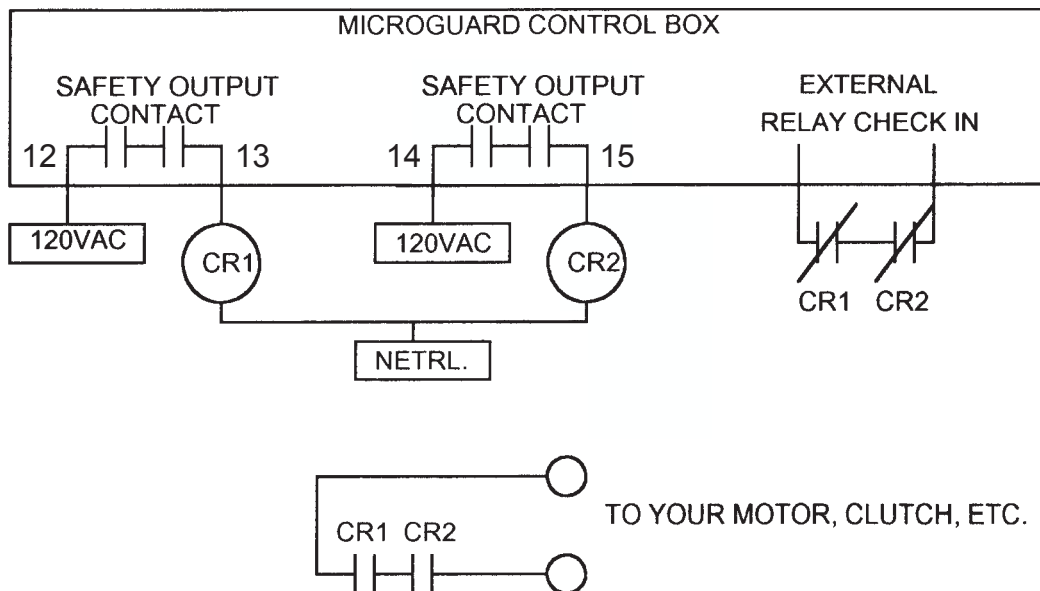 MICROGUARD CONTROL BOX
SAFETY OUTPUT
CONTACT
12
13
SAFETY OUTPUT
CONTACT
14
15
EXTERNAL
RELAY CHECK IN
120VAC
CR1
120VAC
CR2
CR1 CR2
NETRL.
CR1 CR2
TO YOUR MOTOR, CLUTCH, ETC.